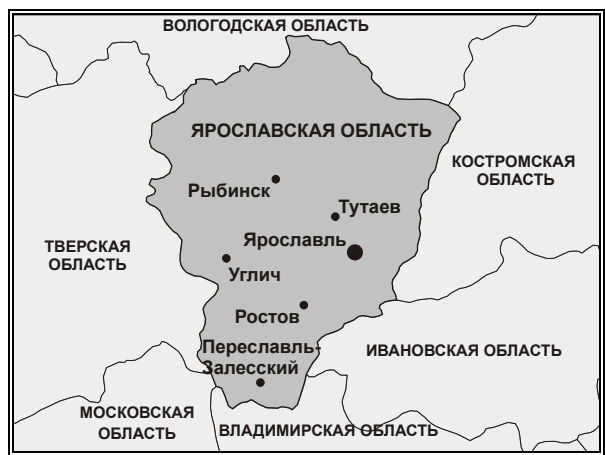 ВОЛОГОДСКАЯ ОБЛАСТЬ
ЯРОСЛАВСКАЯ ОБЛАСТЬ
КОСТРОМСКАЯ
ОБЛАСТЬ
Рыбинск
Тутаев
Ярославль
ТВЕРСКАЯ
ОБЛАСТЬ
Углич
Ростов
Переславль-
Залесский
ИВАНОВСКАЯ ОБЛАСТЬ
МОСКОВСКАЯ
ОБЛАСТЬ
ВЛАДИМИРСКАЯ ОБЛАСТЬ